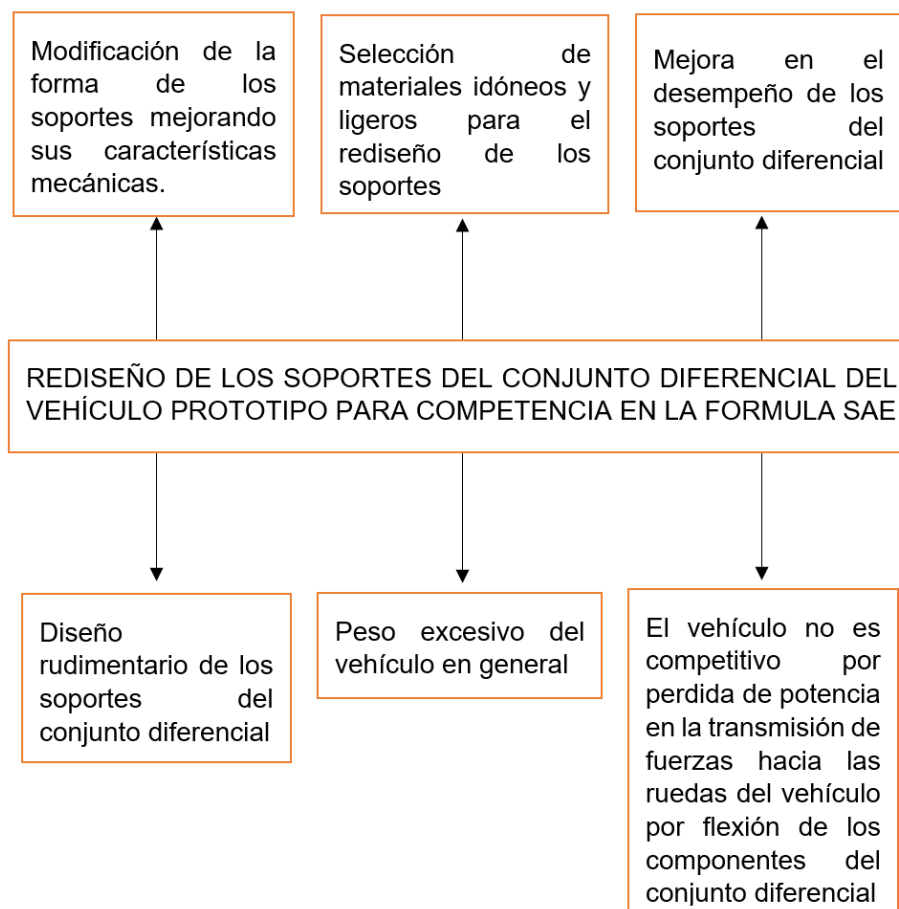 Modificación de la
forma de los
soportes mejorando
sus características
mecánicas.
Selección de
materiales idóneos y
ligeros para el
rediseño de los
soportes
Mejora en el
desempeño de los
soportes del
conjunto diferencial
REDISEÑO DE LOS SOPORTES DEL CONJUNTO DIFERENCIAL DEL
VEHÍCULO PROTOTIPO PARA COMPETENCIA EN LA FORMULA SAE
Diseño
rudimentario de los
soportes del
conjunto diferencial
Peso excesivo del
vehículo en general
El vehículo no es
competitivo por
perdida de potencia
en la transmisión de
fuerzas hacia las
ruedas del vehículo
por flexión de los
componentes del
conjunto diferencial